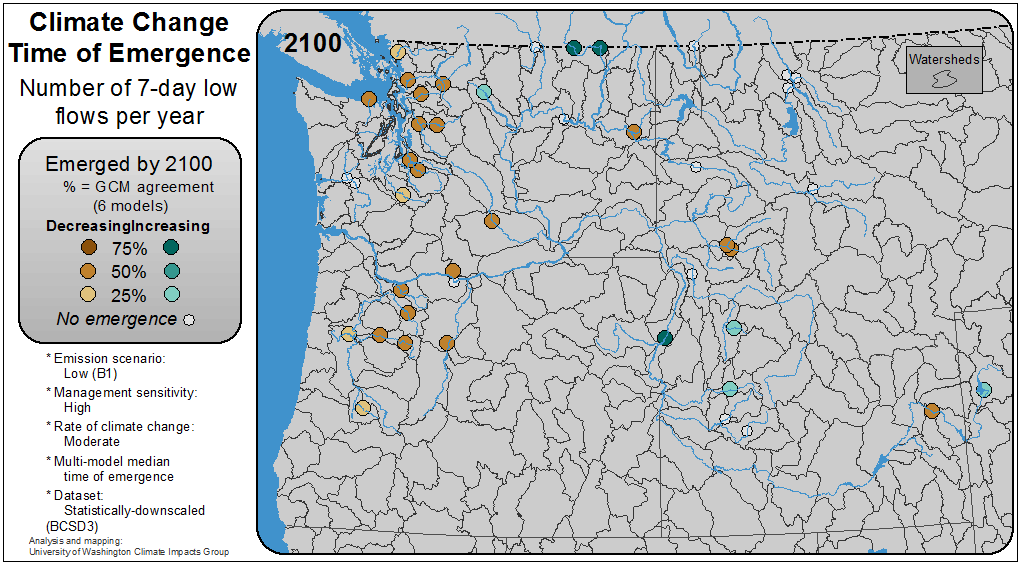 Climate Change
Time of Emergence
Number of 7-day low
flows per year
Emerged by 2100
% = GCM agreement
(6 models)
DecreasingIncreasing
75%
50%
25%
No emergence
* Emission scenario:
Low (B1)
* Management sensitivity:
High
* Rate of climate change:
Moderate
* Multi-model median
time of emergence
* Dataset:
Statistically-downscaled
(BCSD3)
Analysis and mapping:
University of Washington Climate Impacts Group
2100
Watersheds